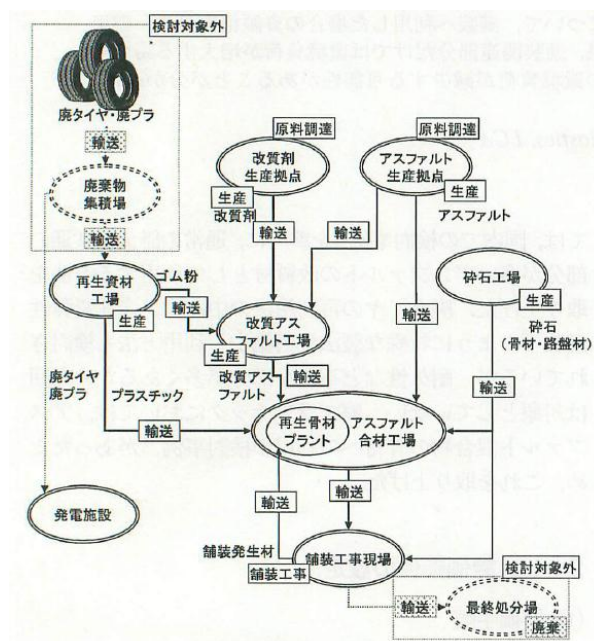 検討対象外
廃タイヤ・廃プラ
輸送
廃棄物
集積場
輸送
再生資材
工場
生産
ゴム粉
輸送
原料調達
改質剤
生産拠点
生産
改質剤
輸送
原料調達
アスファルト
生産拠点
生産
アスファルト
輸送
輸送
砕石工場
生産
砕石
(骨材・路盤材)
改質アス
ファルト工場
生産
改質アス
ファルト
輸送
廃タイヤ
廃プラ
プラスチック
輸送
輸送
再生骨材
プラント
アスファルト
合材工場
輸送
輸送
発電施設
舗装発生材
舗装工事
舗装工事現場
検討対象外
輸送
最終処分場
廃棄